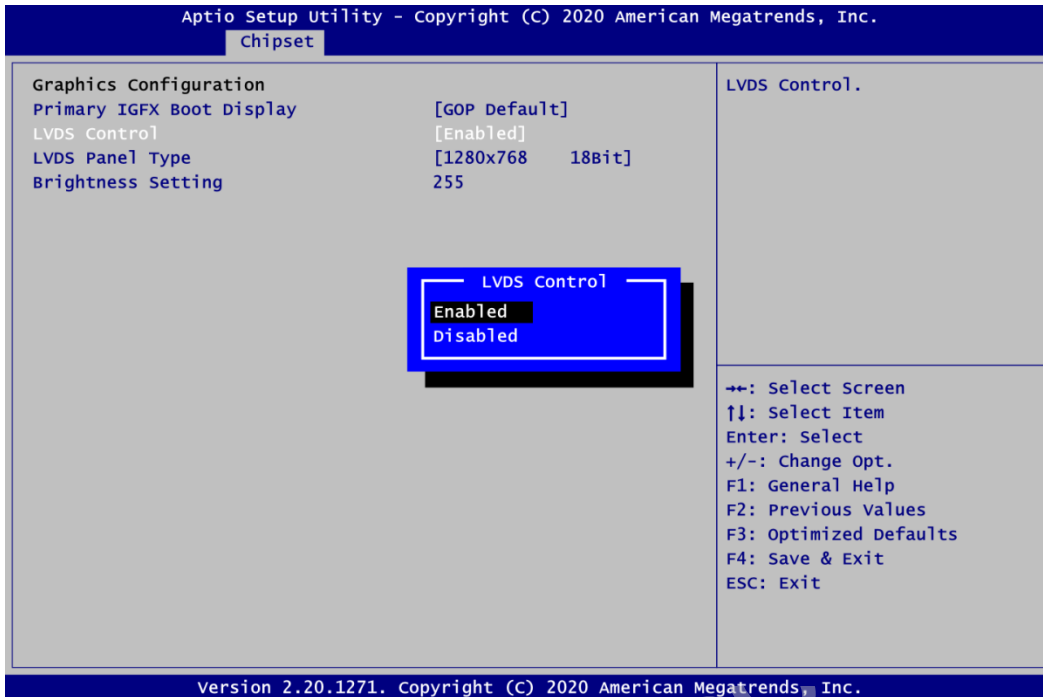 Aptio Setup Utility - Copyright (C) 2020 American Megatrends, Inc.
Chipset
Graphics Configuration
Primary IGFX Boot Display [GOP Default]
LVDS Control [Enabled]
LVDS Panel Type [1280x768 18Bit]
Brightness Setting 255
LVDS Control
Enabled
Disabled
LVDS Control.
→←: Select Screen
↑↓: Select Item
Enter: Select
+/-: Change Opt.
F1: General Help
F2: Previous Values
F3: Optimized Defaults
F4: Save & Exit
ESC: Exit
Version 2.20.1271. Copyright (C) 2020 American Megatrends, Inc.